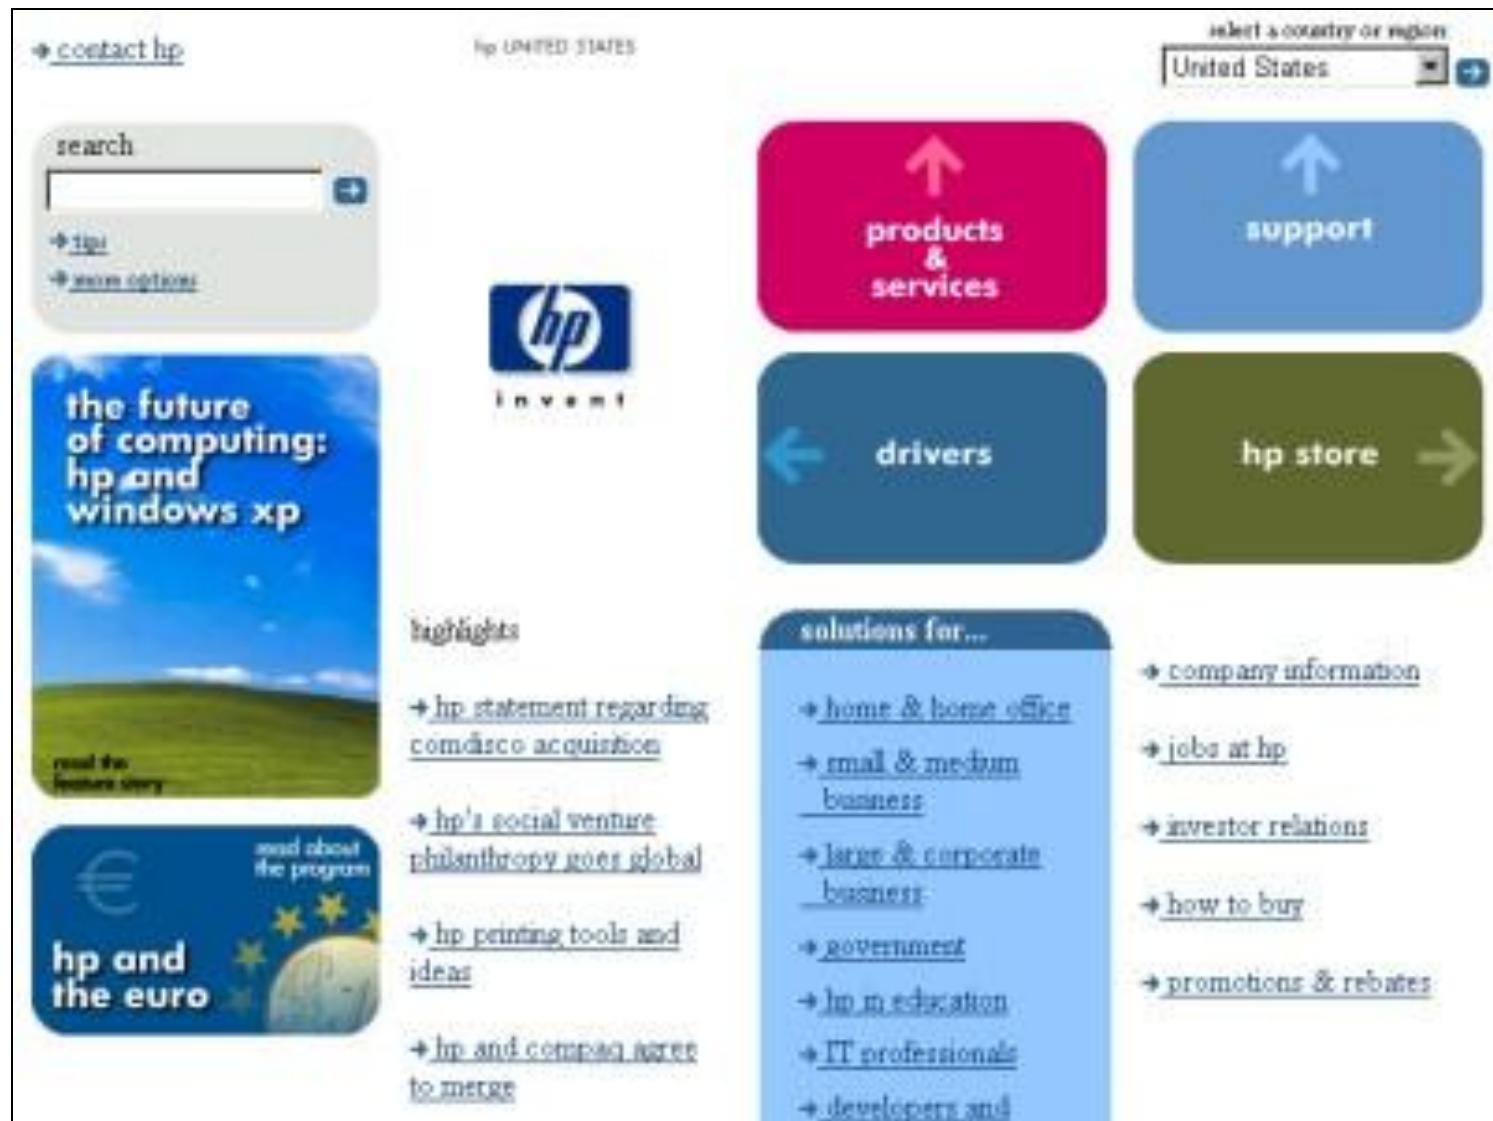 contact hp
hp UNITED STATES
select a country or region
United States
search
tips
more options
products
&
services
support
drivers
hp store
hp
invent
the future
of computing:
hp and
windows xp
read the
feature story
read about
the program
€
hp and
the euro
highlights
hp statement regarding
comdisco acquisition
hp's social venture
philanthropy goes global
hp printing tools and
ideas
hp and compaq agree
to merge
solutions for...
home & home office
small & medium
business
large & corporate
business
government
hp in education
IT professionals
developers and
company information
jobs at hp
investor relations
how to buy
promotions & rebates